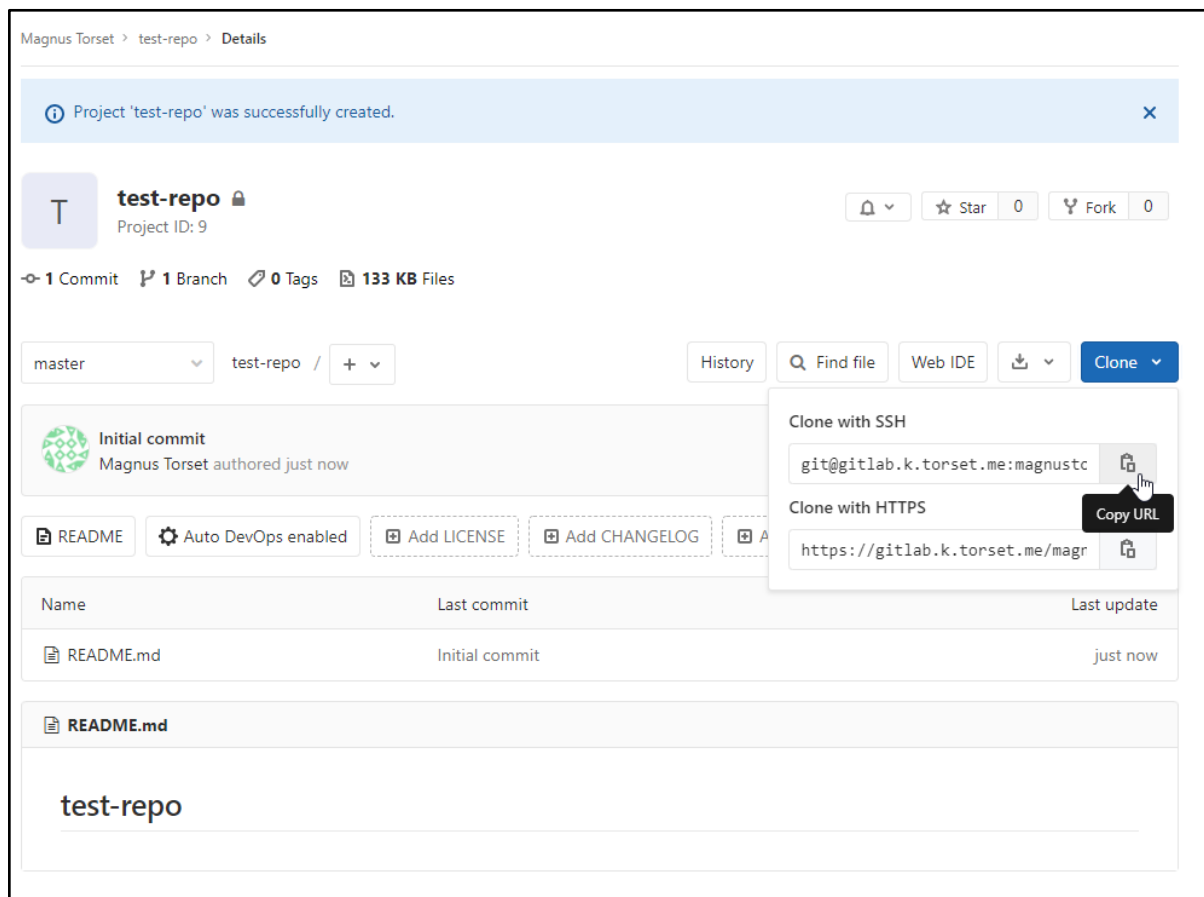 Magnus Torset > test-repo > Details
Project 'test-repo' was successfully created.
T
test-repo
Project ID: 9
Star 0 Fork 0
1 Commit 1 Branch 0 Tags 133 KB Files
master test-repo / + History Find file Web IDE Clone
Clone with SSH
git@gitlab.k.torset.me:magnustc
Copy URL
Clone with HTTPS
https://gitlab.k.torset.me/magr
Initial commit
Magnus Torset authored just now
README Auto DevOps enabled Add LICENSE Add CHANGELOG A
Name Last commit Last update
README.md Initial commit just now
README.md
test-repo